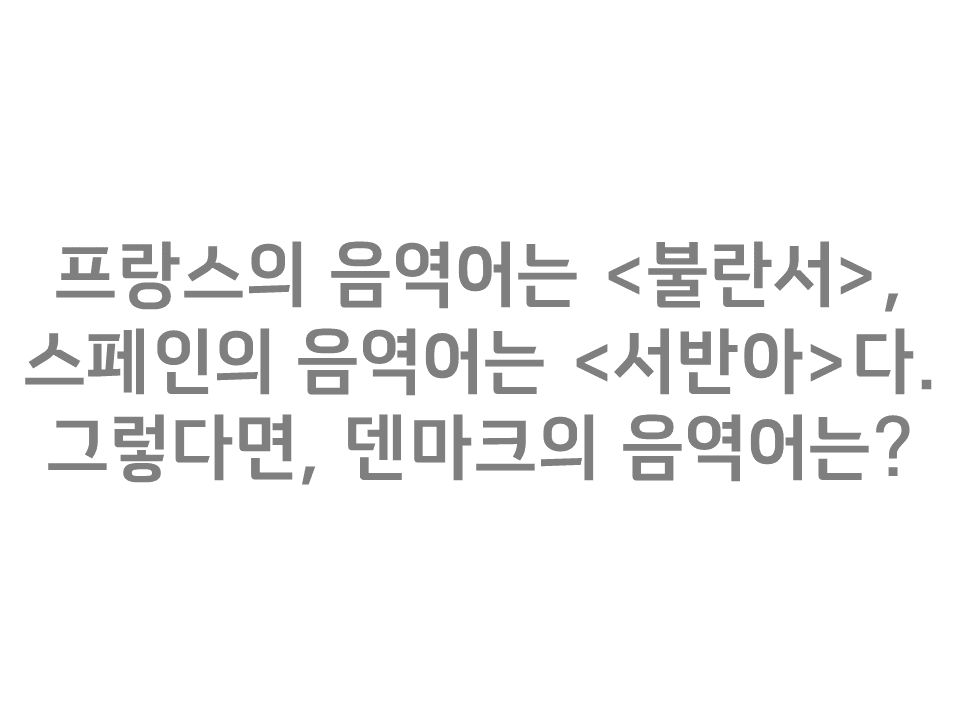 프랑스의 음역어는 <불란서>,
스페인의 음역어는 <서반아>다.
그렇다면, 덴마크의 음역어는?